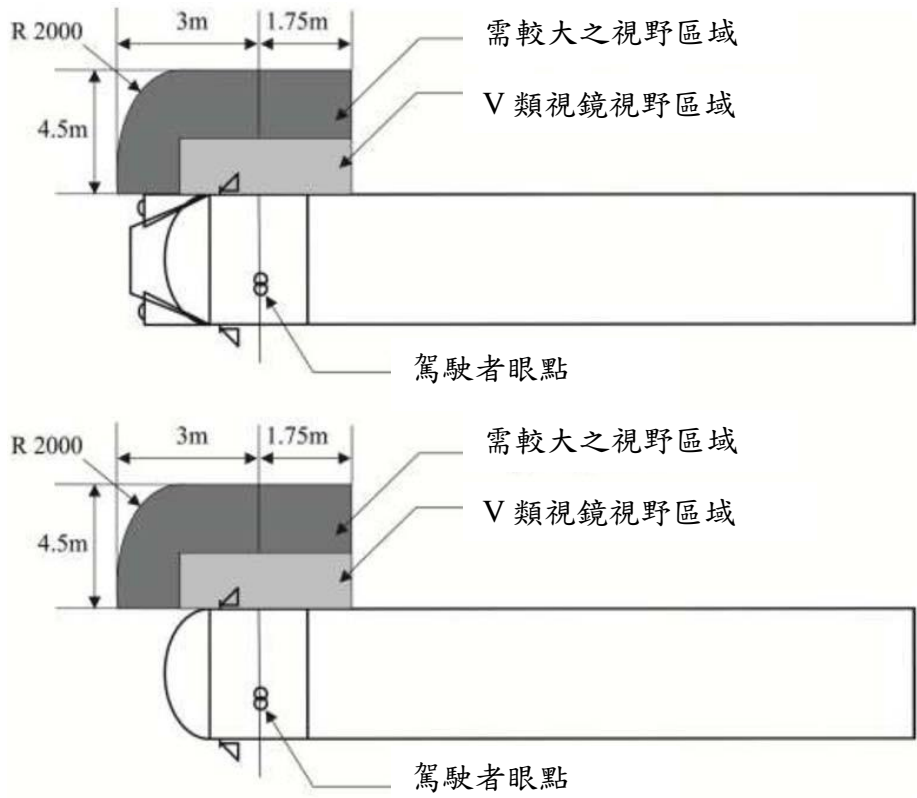 R 2000
3m
1.75m
需較大之視野區域
V 類視鏡視野區域
4.5m
駕駛者眼點
R 2000
3m
1.75m
需較大之視野區域
V 類視鏡視野區域
4.5m
駕駛者眼點